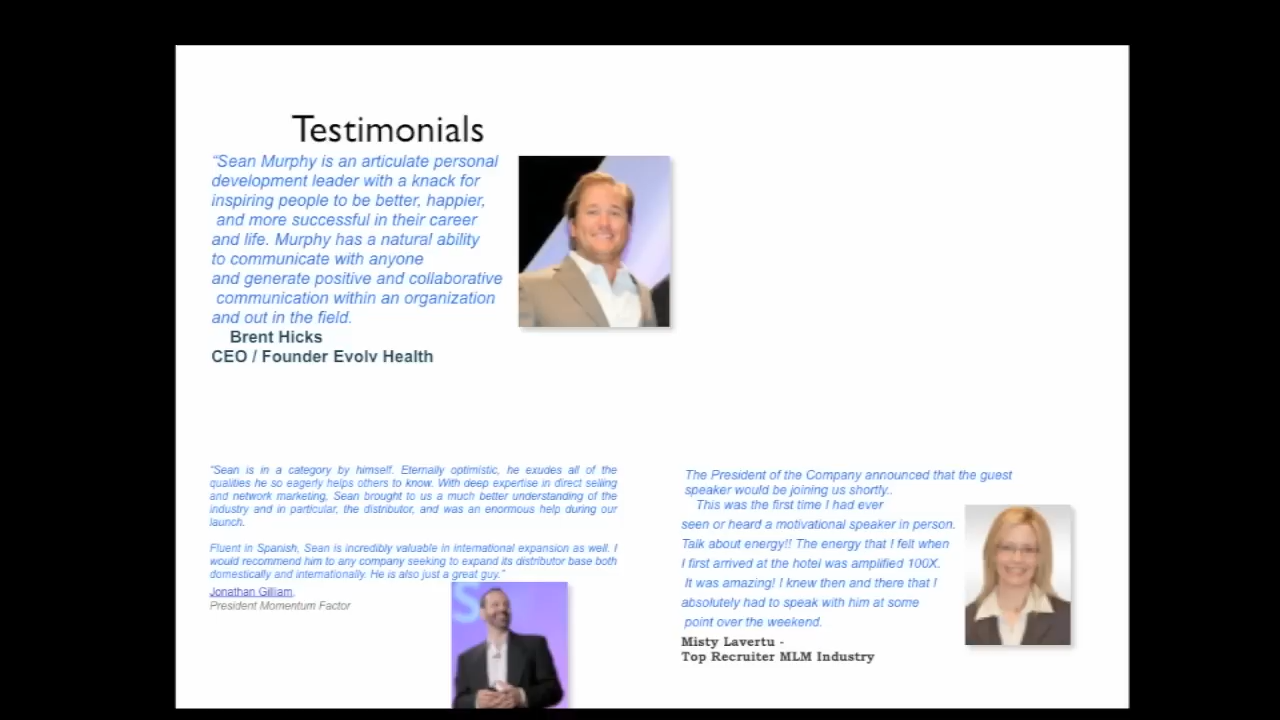 Testimonials
“Sean Murphy is an articulate personal
development leader with a knack for
inspiring people to be better, happier,
and more successful in their career
and life. Murphy has a natural ability
to communicate with anyone
and generate positive and collaborative
communication within an organization
and out in the field.
Brent Hicks
CEO / Founder Evolv Health
“Sean is in a category by himself. Eternally optimistic, he exudes all of the
qualities he so eagerly helps others to know. With deep expertise in direct selling
and network marketing, Sean brought to us a much better understanding of the
industry and in particular, the distributor, and was an enormous help during our
launch.
Fluent in Spanish, Sean is incredibly valuable in international expansion as well. I
would recommend him to any company seeking to expand its distributor base both
domestically and internationally. He is also just a great guy.”
Jonathan Gilliam,
President Momentum Factor
S
The President of the Company announced that the guest
speaker would be joining us shortly..
This was the first time I had ever
seen or heard a motivational speaker in person.
Talk about energy!! The energy that I felt when
I first arrived at the hotel was amplified 100X.
It was amazing! I knew then and there that I
absolutely had to speak with him at some
point over the weekend.
Misty Lavertu -
Top Recruiter MLM Industry